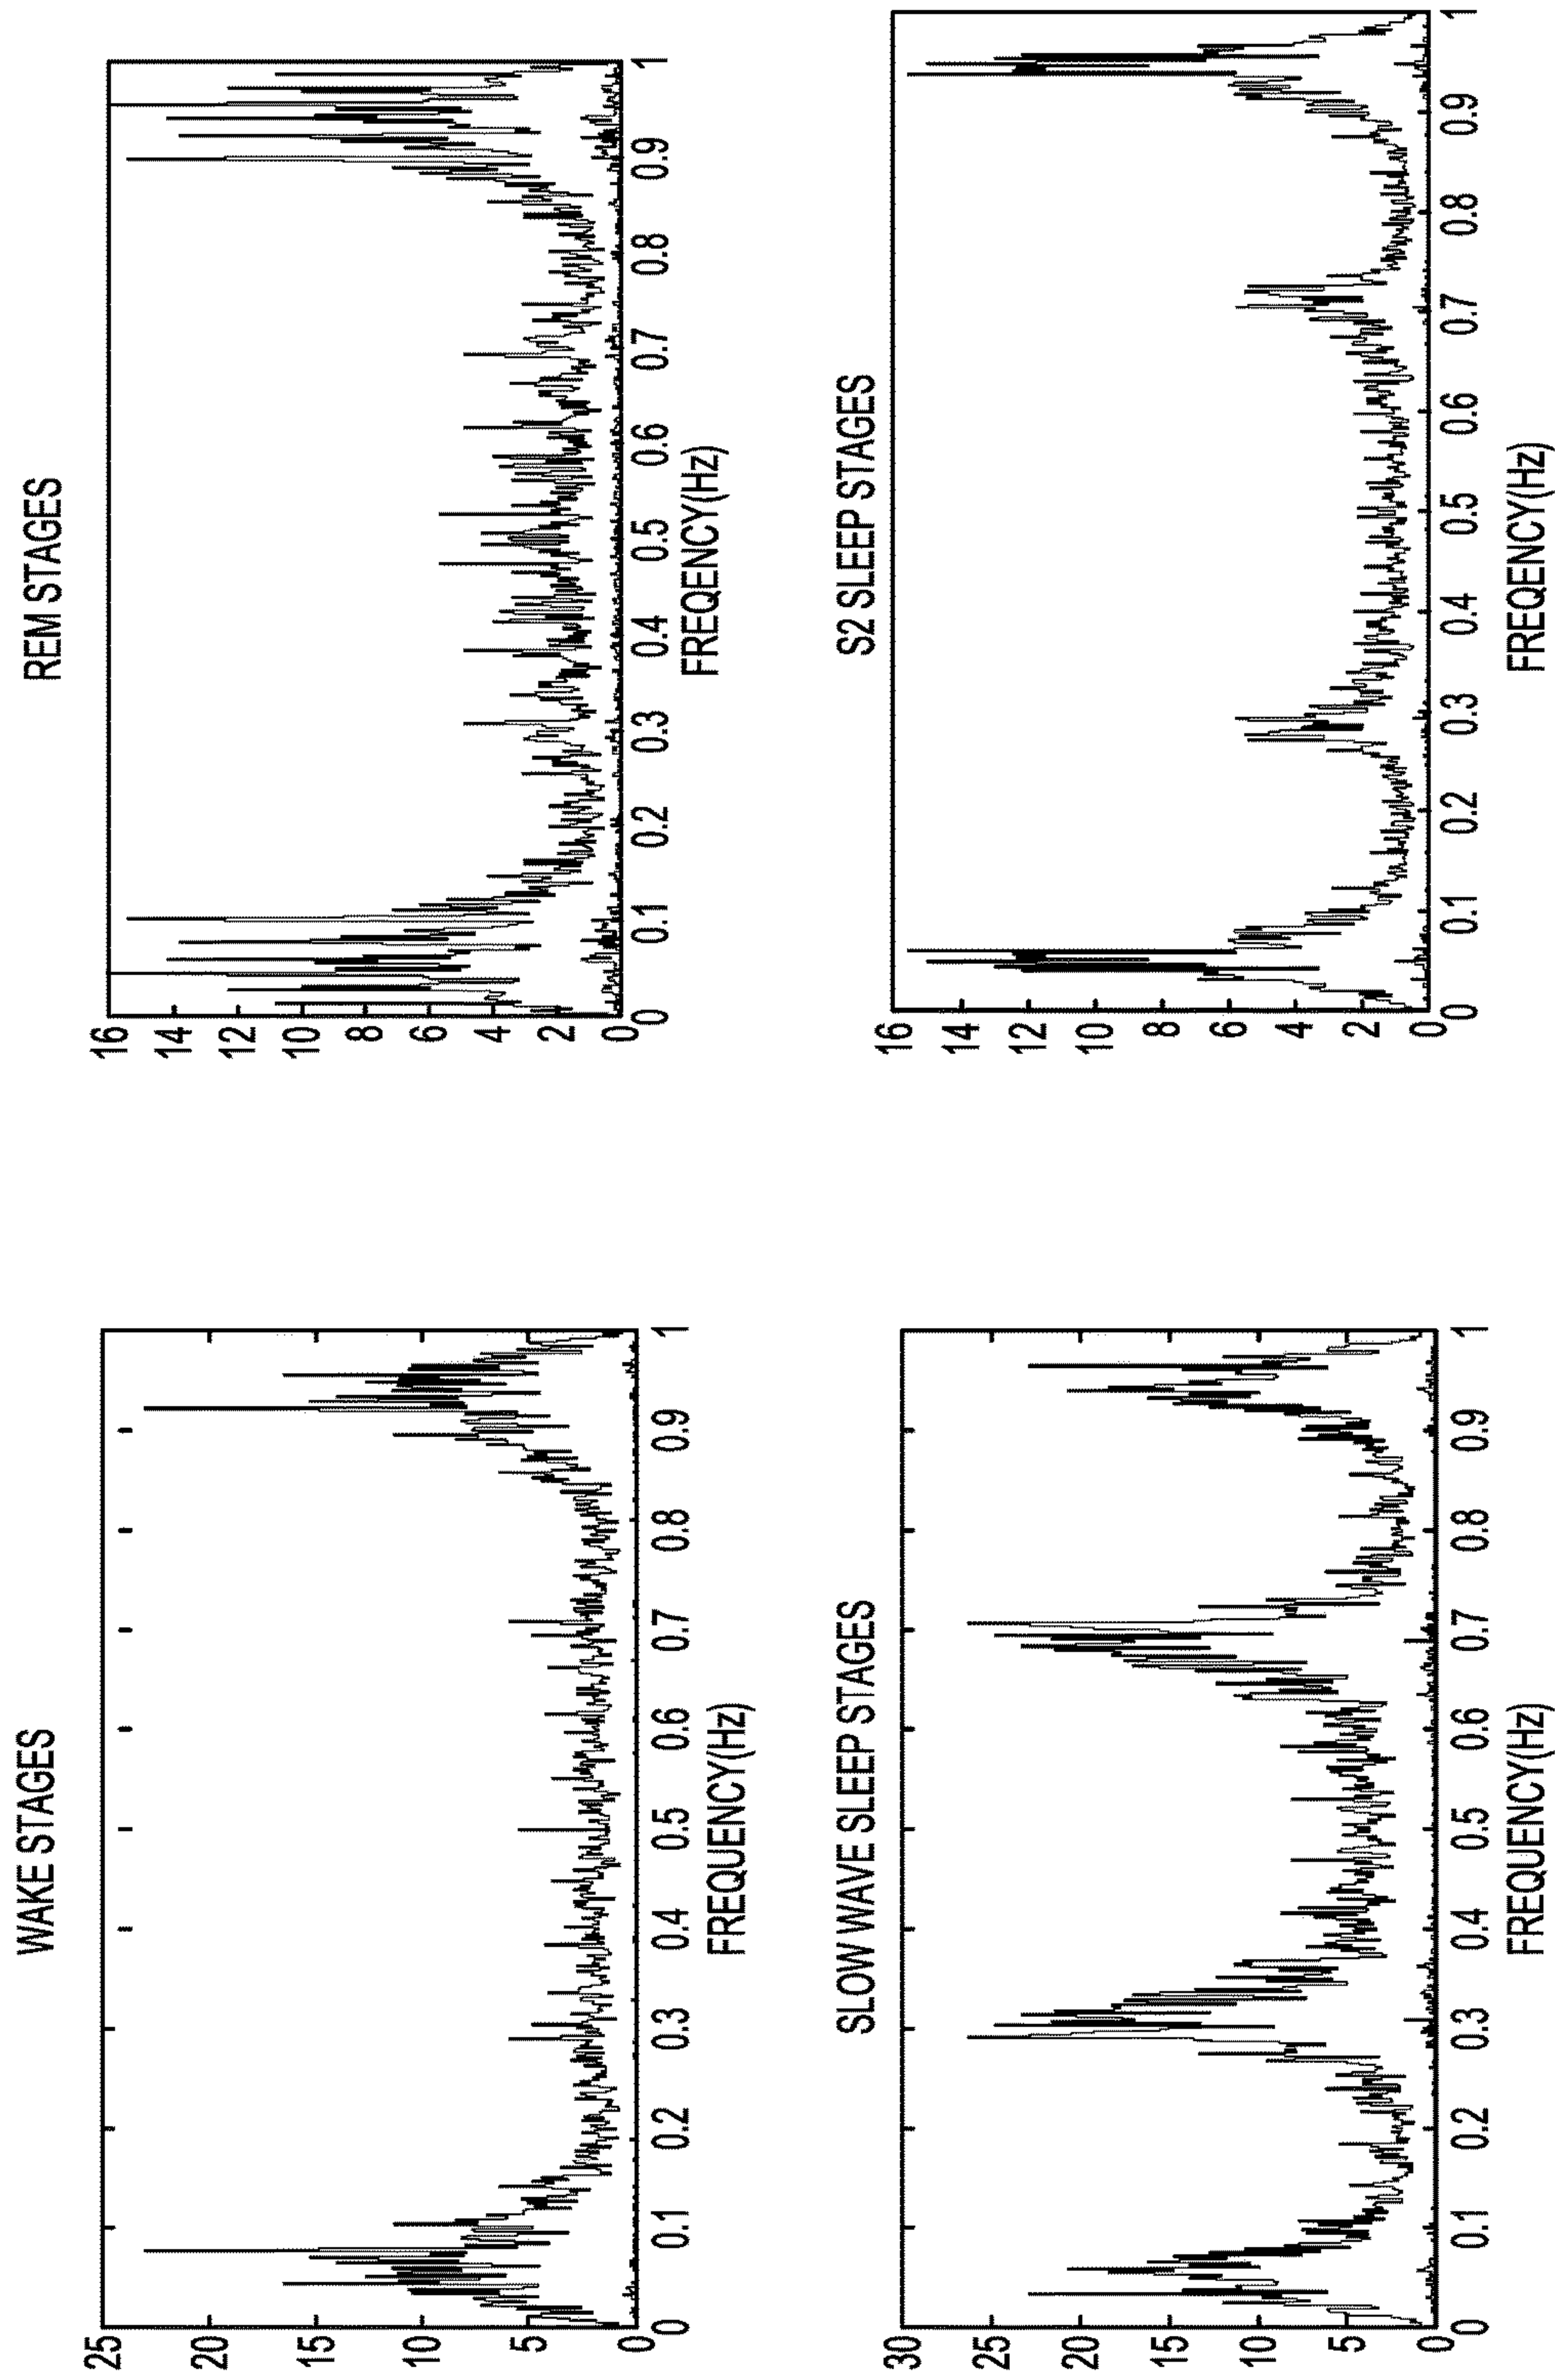 WAKE STAGES
25
20
15
10
5
0
0 0.1 0.2 0.3 0.4 0.5 0.6 0.7 0.8 0.9 1
FREQUENCY(Hz)
REM STAGES
16
14
12
10
8
6
4
2
0
0 0.1 0.2 0.3 0.4 0.5 0.6 0.7 0.8 0.9 1
FREQENCY(Hz)
SLOW WAVE SLEEP STAGES
30
25
20
15
10
5
0
0 0.1 0.2 0.3 0.4 0.5 0.6 0.7 0.8 0.9 1
FREQUENCY(Hz)
S2 SLEEP STAGES
16
14
12
10
8
6
4
2
0
0 0.1 0.2 0.3 0.4 0.5 0.6 0.7 0.8 0.9 1
FREQENCY(Hz)